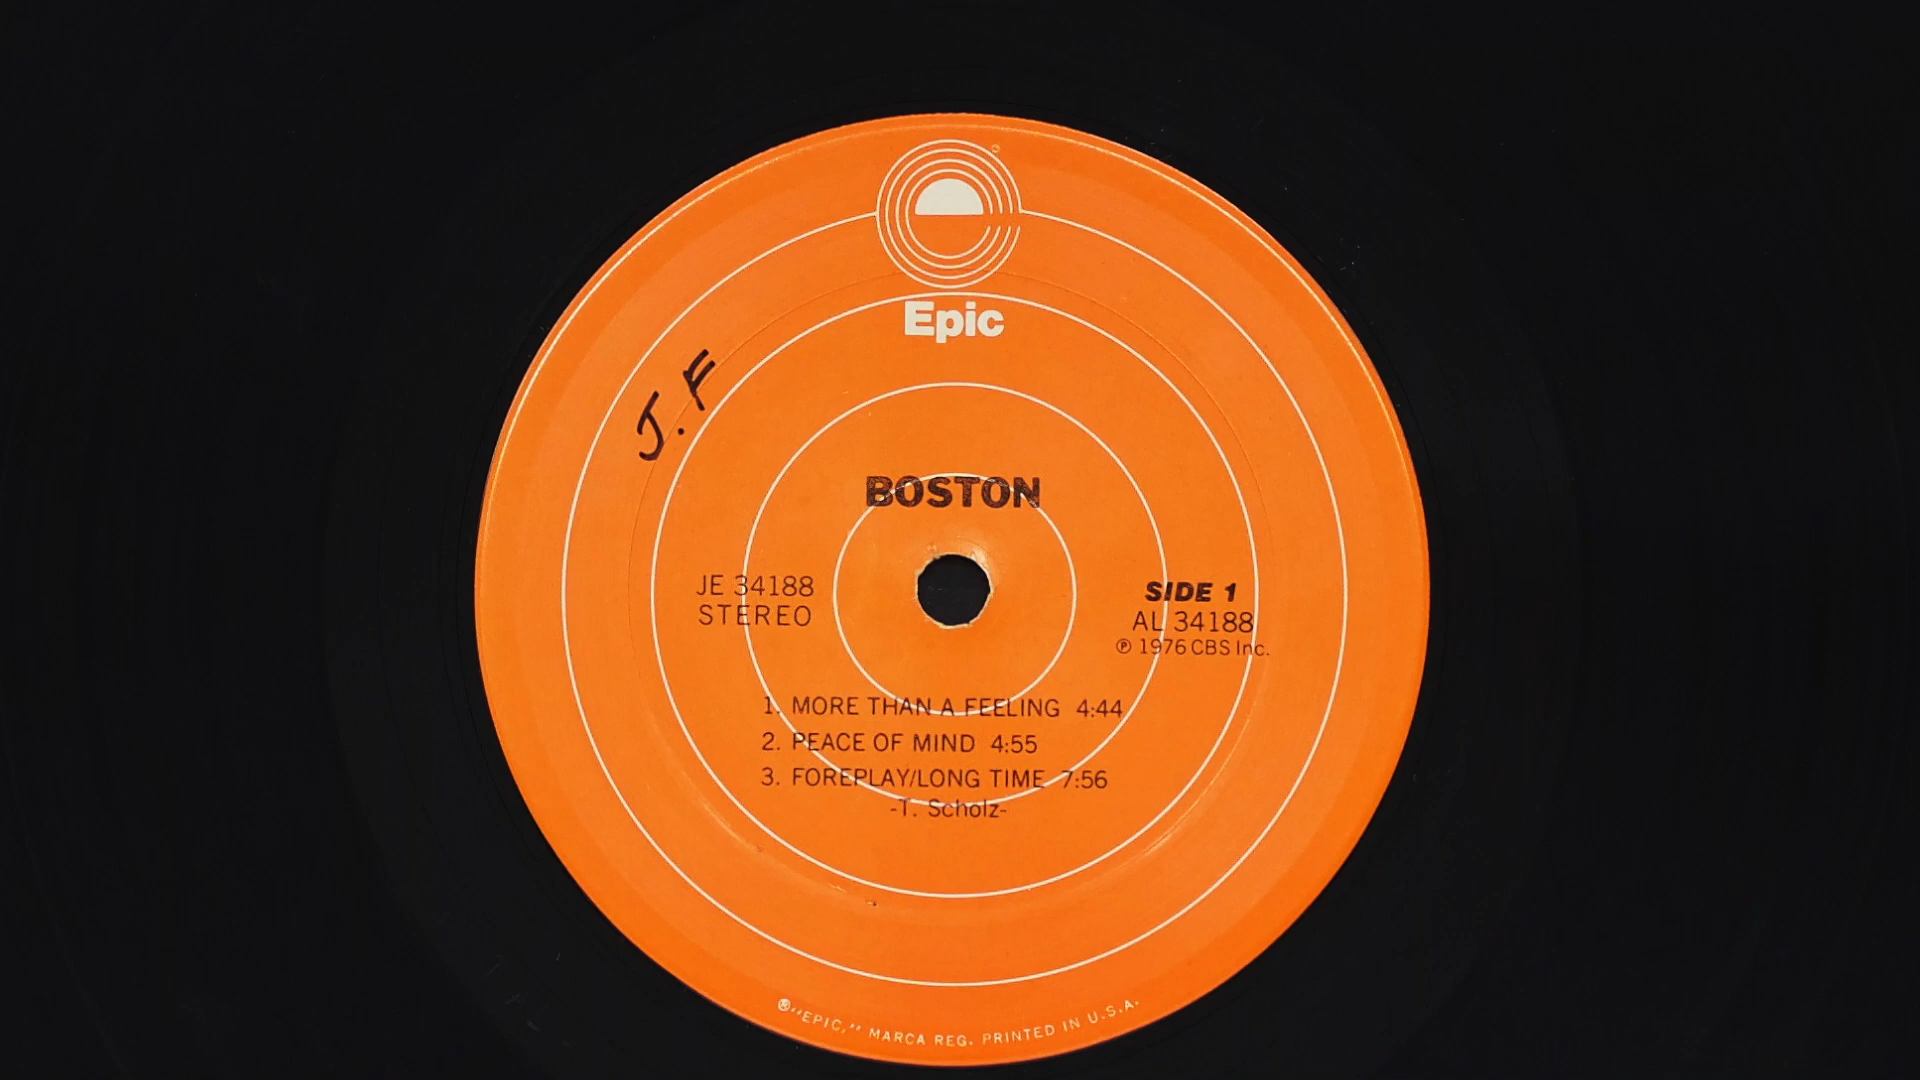 Epic
J. F
BOSTON
JE 34188
STEREO
SIDE 1
AL 34188
℗ 1976 CBS Inc.
1. MORE THAN A FEELING 4:44
2. PEACE OF MIND 4:55
3. FOREPLAY/LONG TIME 7:56
-T. Scholz-
® "EPIC," MARCA REG. PRINTED IN U.S.A.